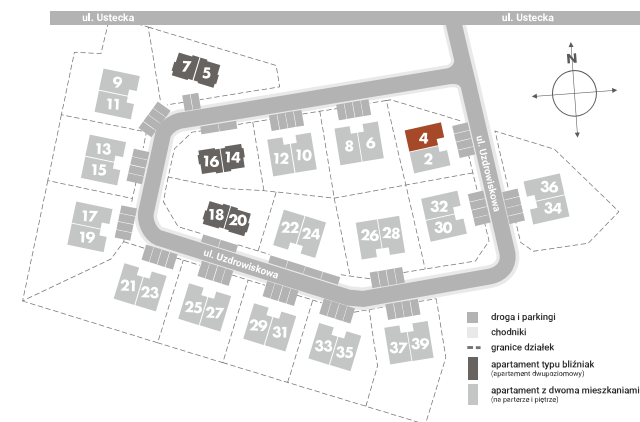 ul. Ustecka
ul. Ustecka
7 5
9
11
N
4
2
13
15
16 14
12 10
8 6
ul. Uzdrowiskowa
36
34
17
19
18 20
22 24
26 28
32
30
ul. Uzdrowiskowa
21 23
25 27
29 31
33 35
37 39
droga i parkingi
chodniki
granice działek
apartament typu bliźniak
(apartament dwupoziomowy)
apartament z dwoma mieszkaniami
(na parterze i piętrze)